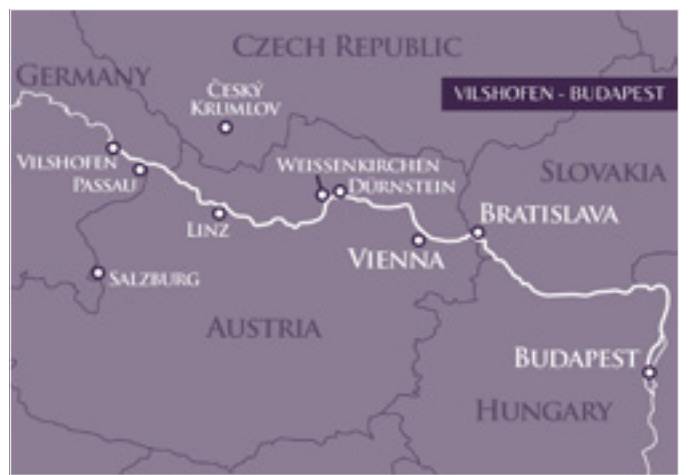 CZECH REPUBLIC
GERMANY
ČESKÝ
KRUMLOV
VILSHOFEN - BUDAPEST
VILSHOFEN
PASSAU
WEISSENKIRCHEN
DÜRNSTEIN
SLOVAKIA
LINZ
BRATISLAVA
VIENNA
SALZBURG
AUSTRIA
BUDAPEST
HUNGARY